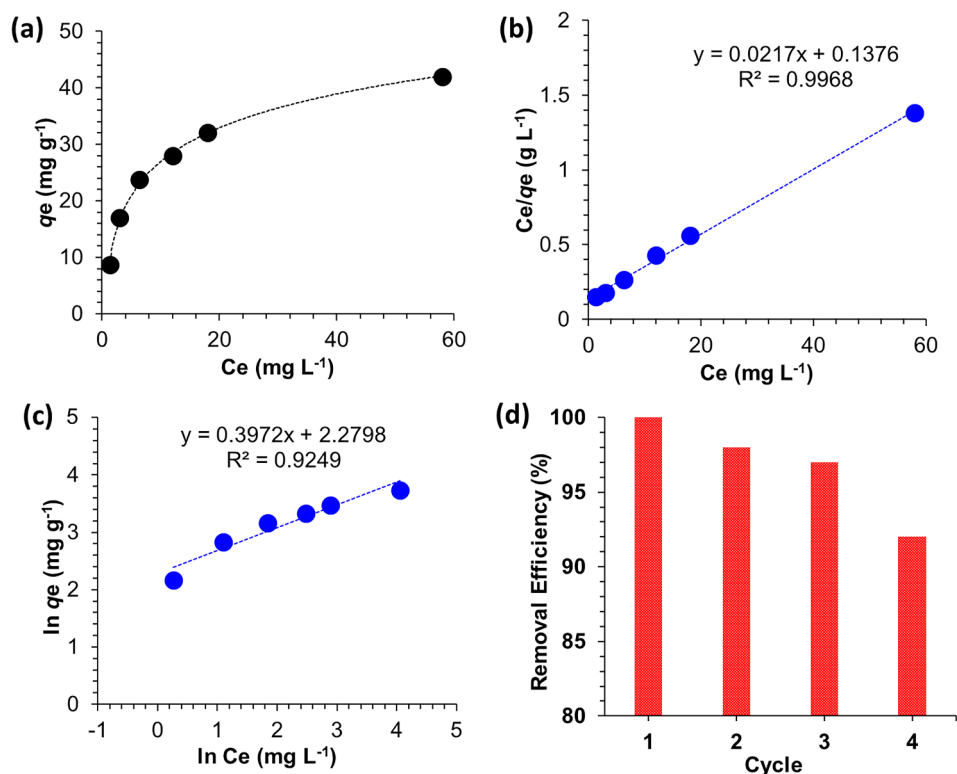 (a)
50
40
30
20
10
0
qe (mg g⁻¹)
0 20 40 60
Ce (mg L⁻¹)
(b)
y = 0.0217x + 0.1376
R² = 0.9968
2
1.5
1
0.5
0
Ce/qe (g L⁻¹)
0 20 40 60
Ce (mg L⁻¹)
(c)
y = 0.3972x + 2.2798
R² = 0.9249
5
4
3
2
1
0
ln qe (mg g⁻¹)
-1 0 1 2 3 4 5
ln Ce (mg L⁻¹)
(d)
100
95
90
85
80
Removal Efficiency (%)
1 2 3 4
Cycle